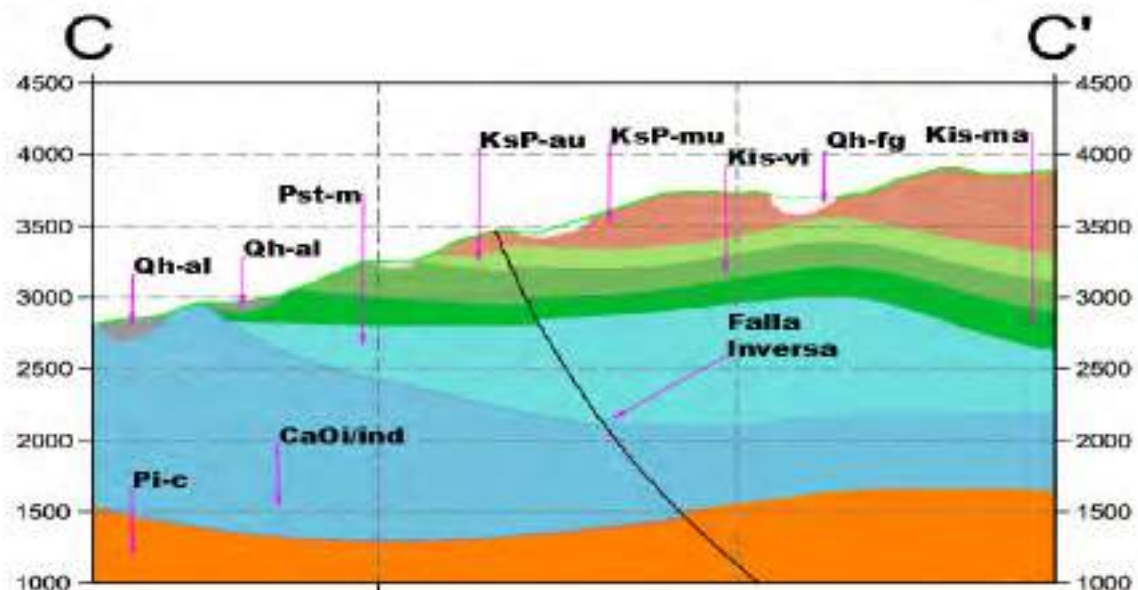 C C'
4500 4500
4000 KsP-au KsP-mu Kis-vi Qh-fg Kis-ma 4000
Pst-m
3500 3500
Qh-al Qh-al
3000 3000
Falla
Inversa
2500 2500
2000 CaOi/ind 2000
Pi-c
1500 1500
1000 1000